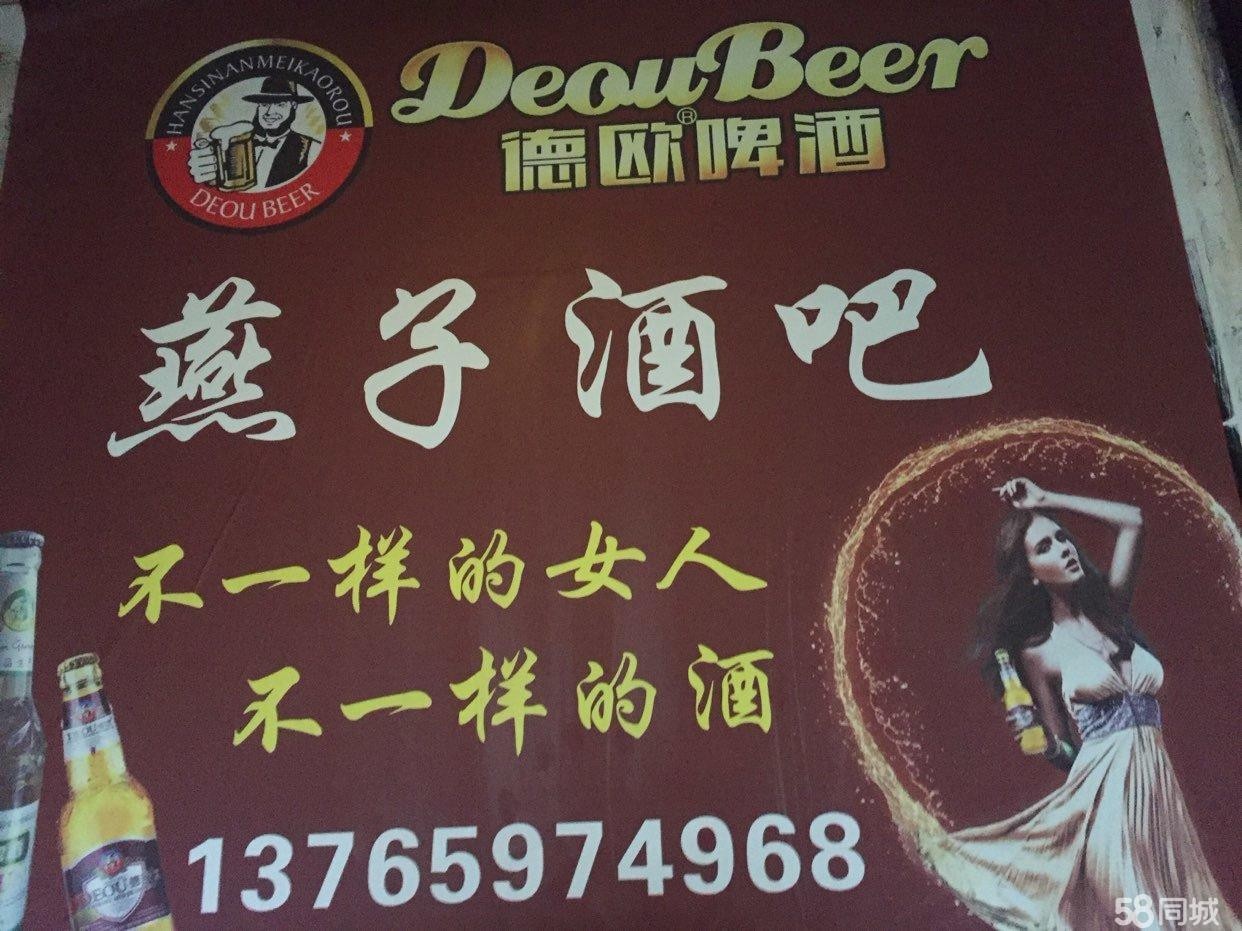 HANSINANMEIKAOROU
DEOU BEER
DeouBeer
德欧®啤酒
燕子酒吧
不一样的女人
不一样的酒
13765974968
DEOU
58同城